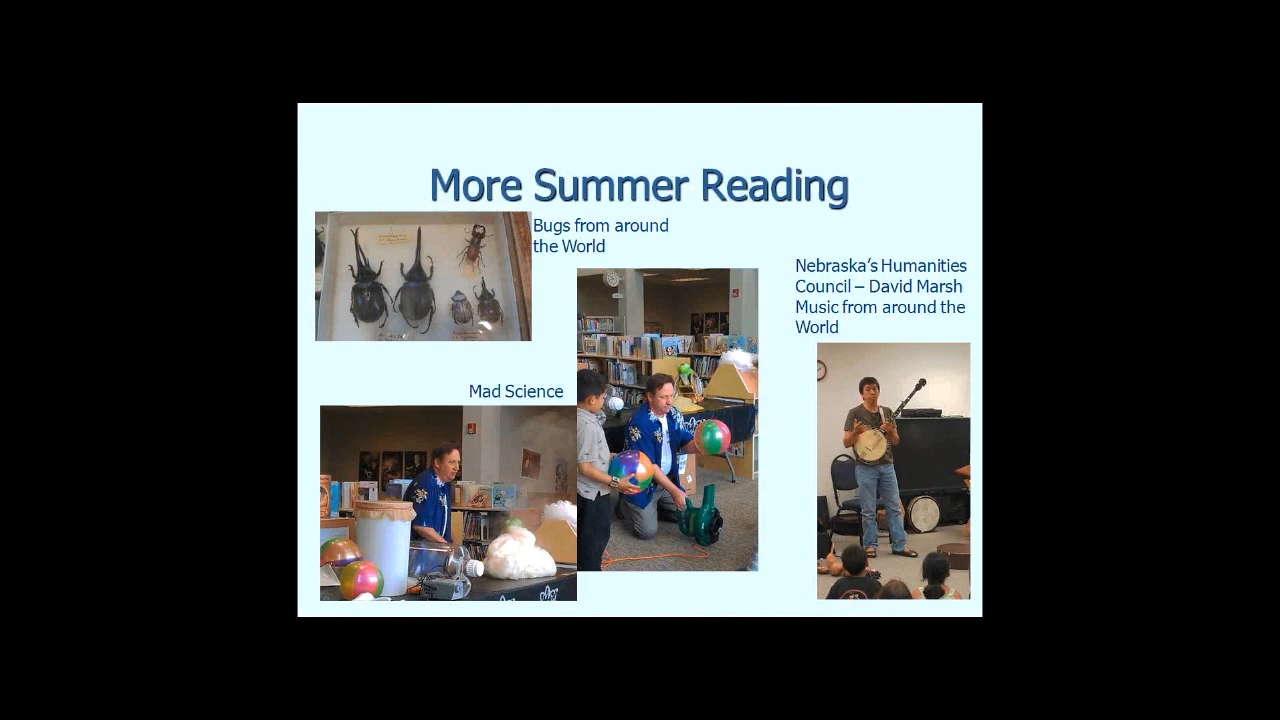 More Summer Reading
Bugs from around
the World
Nebraska's Humanities
Council – David Marsh
Music from around the
World
Mad Science